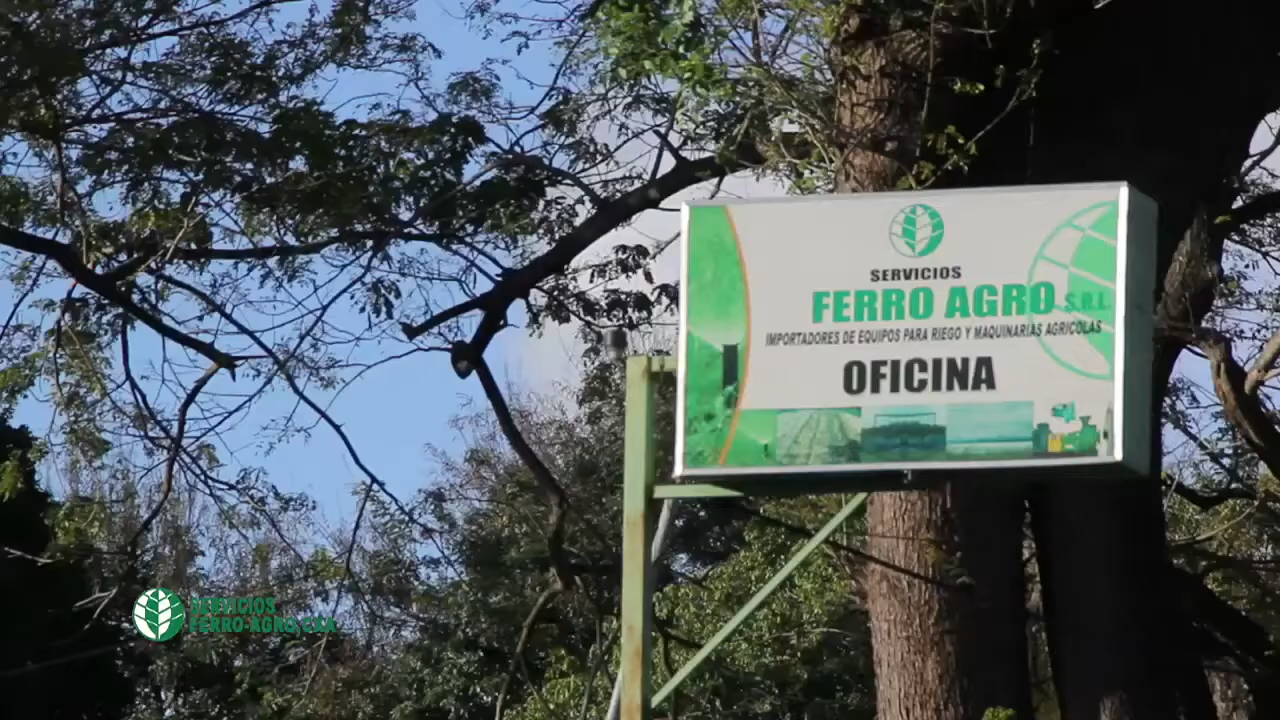 SERVICIOS
FERRO AGRO S.R.L
IMPORTADORES DE EQUIPOS PARA RIEGO Y MAQUINARIAS AGRICOLAS
OFICINA
SERVICIOS
FERRO-AGRO,